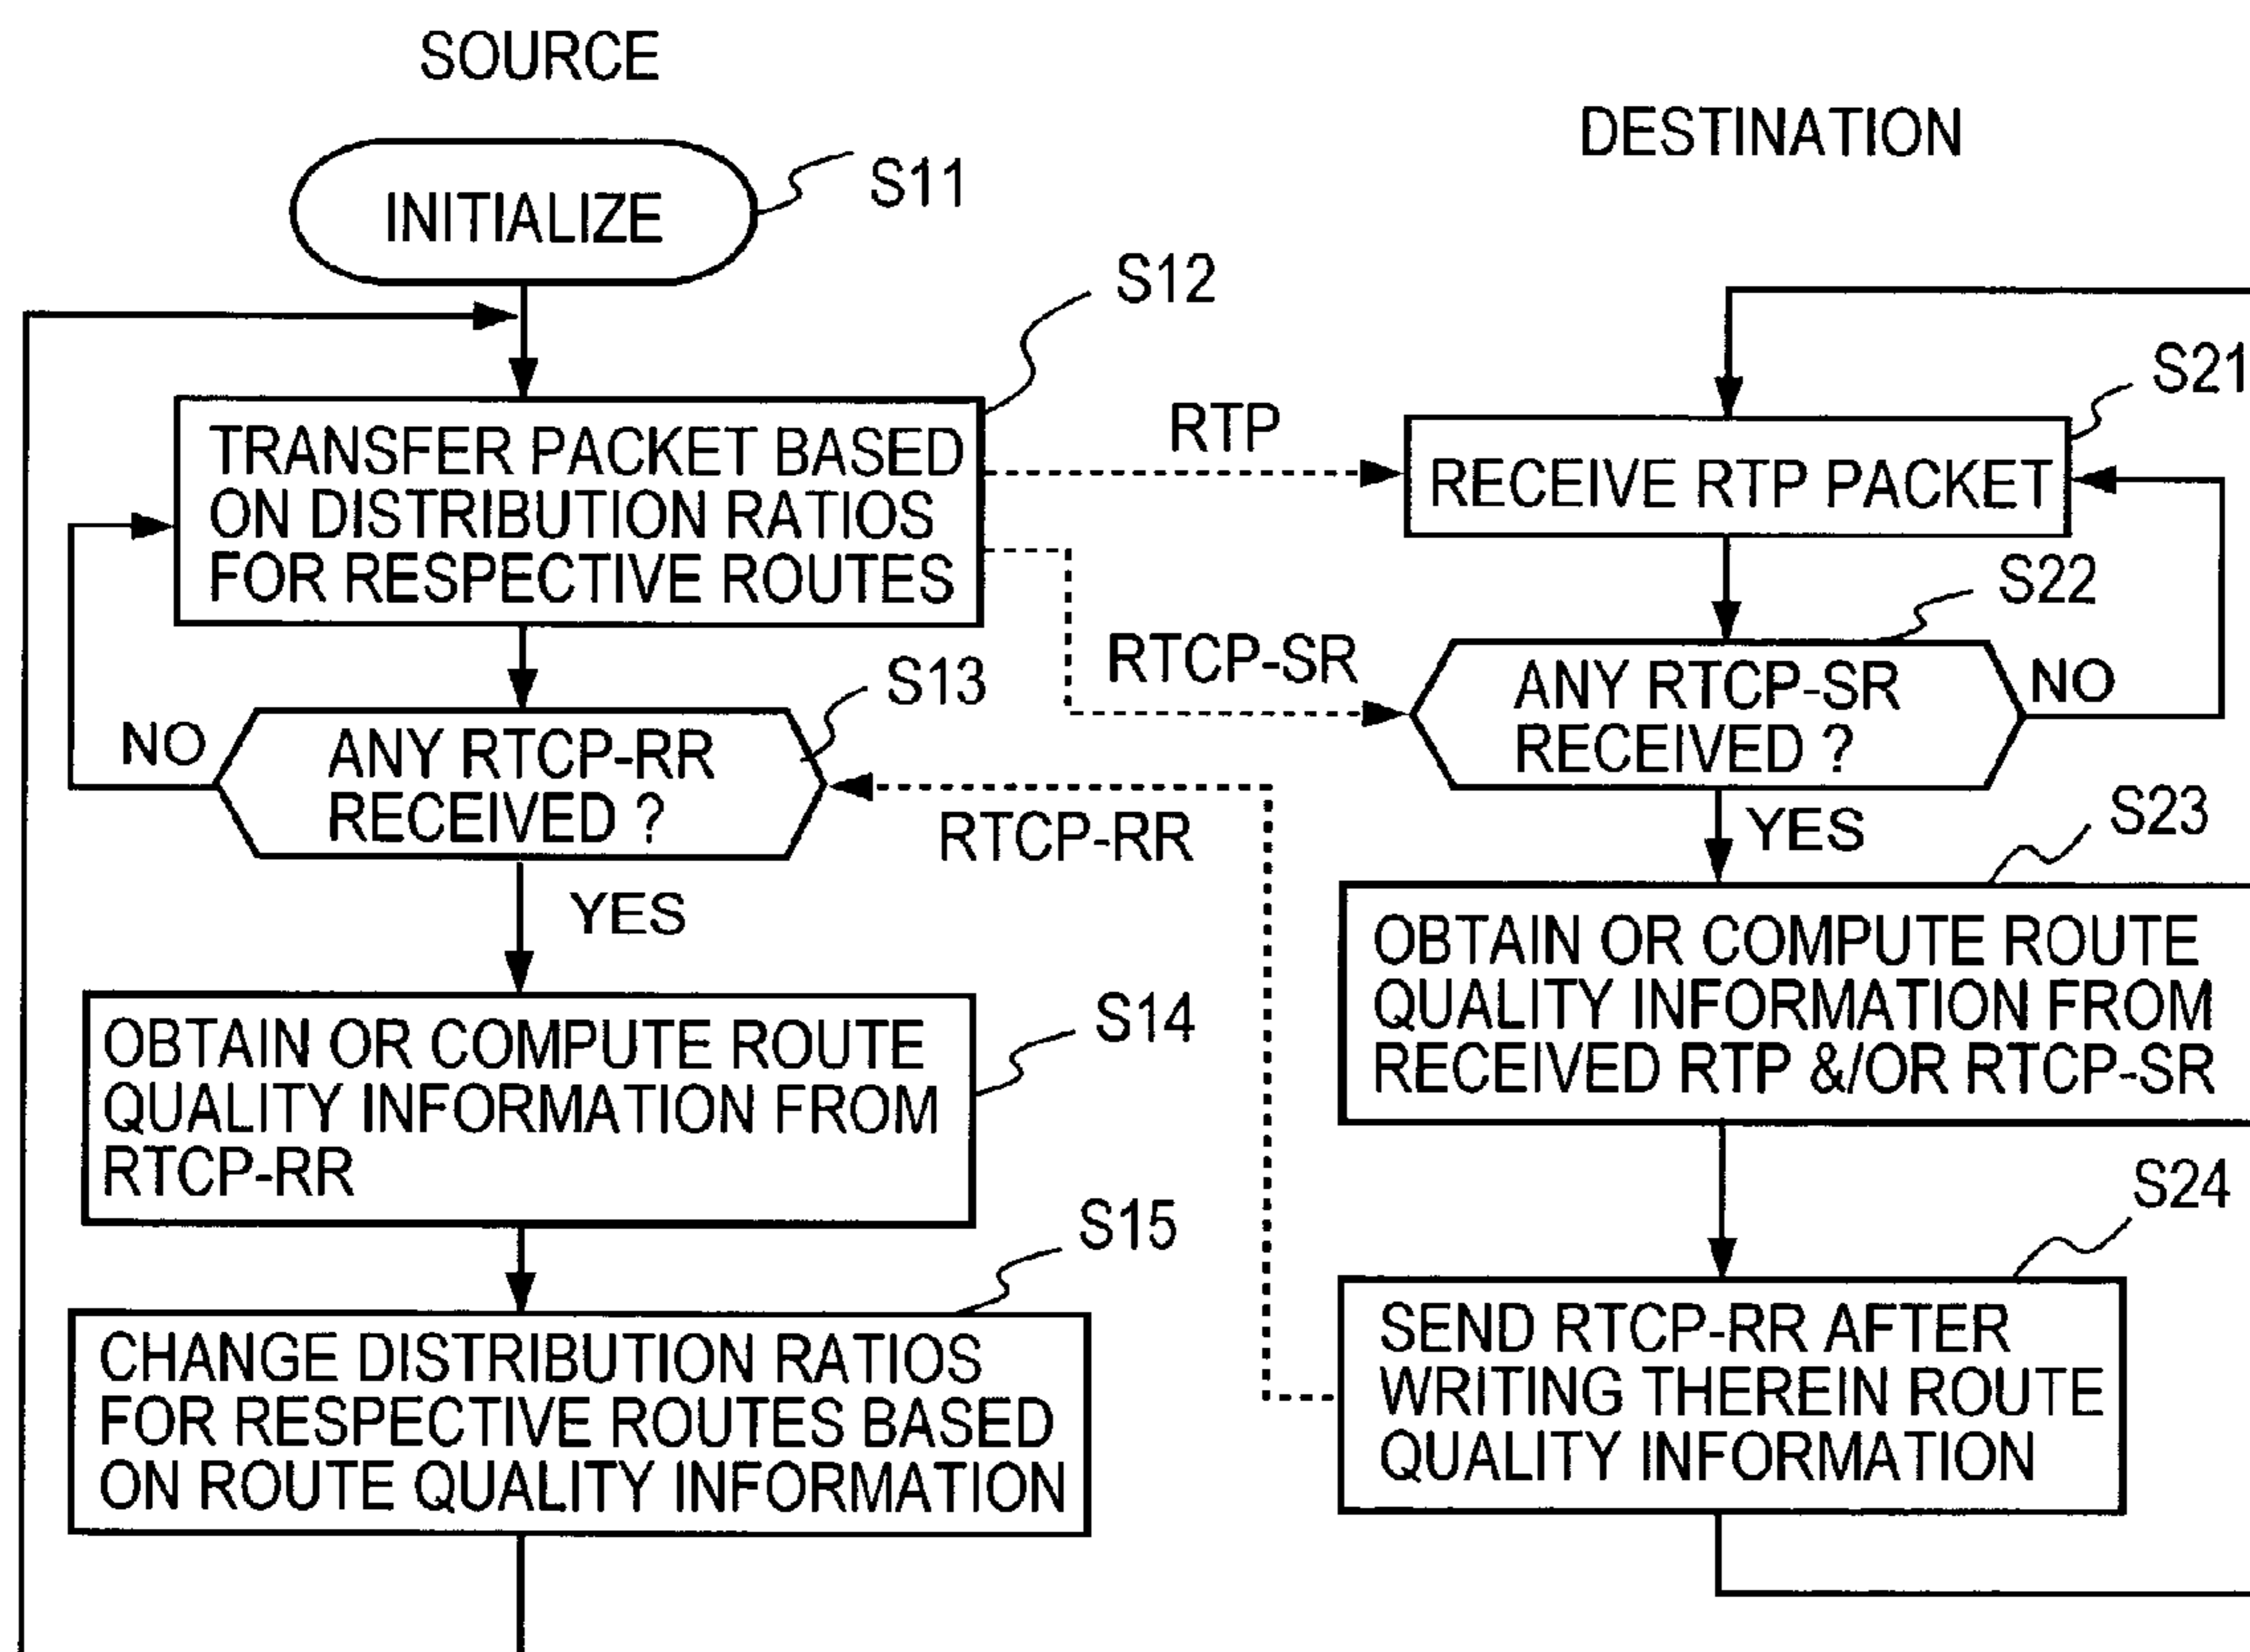 SOURCE
INITIALIZE
S11
S12
TRANSFER PACKET BASED
ON DISTRIBUTION RATIOS
FOR RESPECTIVE ROUTES
S13
NO
ANY RTCP-RR
RECEIVED ?
YES
S14
OBTAIN OR COMPUTE ROUTE
QUALITY INFORMATION FROM
RTCP-RR
S15
CHANGE DISTRIBUTION RATIOS
FOR RESPECTIVE ROUTES BASED
ON ROUTE QUALITY INFORMATION
RTP
RTCP-SR
RTCP-RR
DESTINATION
S21
RECEIVE RTP PACKET
S22
ANY RTCP-SR
RECEIVED ?
NO
YES
S23
OBTAIN OR COMPUTE ROUTE
QUALITY INFORMATION FROM
RECEIVED RTP &/OR RTCP-SR
S24
SEND RTCP-RR AFTER
WRITING THEREIN ROUTE
QUALITY INFORMATION